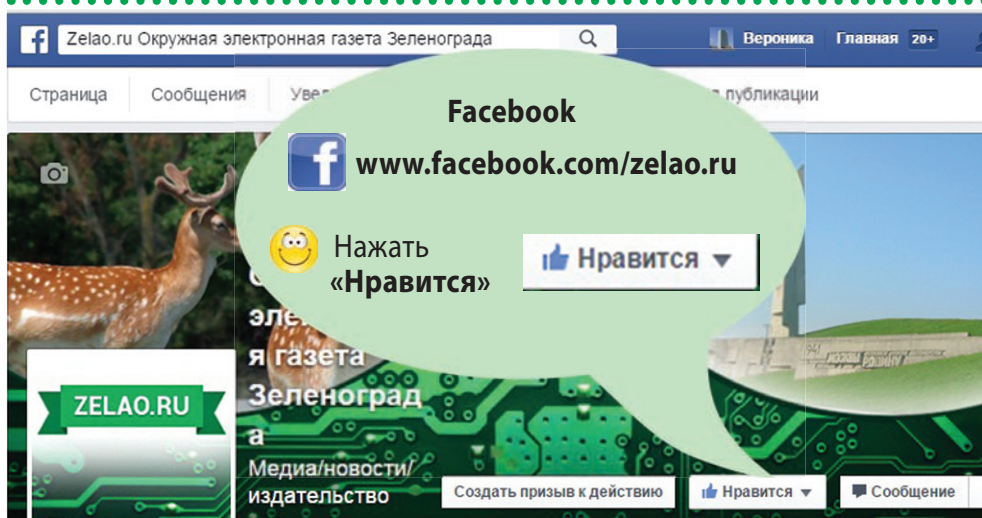 Zelao.ru Окружная электронная газета Зеленограда
Вероника Главная 20+
Страница Сообщения публикации
Facebook
www.facebook.com/zelao.ru
Нажать
«Нравится»
Нравится
я газета
Зеленоград
а
ZELAO.RU
Медиа/новости/
издательство
Создать призыв к действию Нравится Сообщение